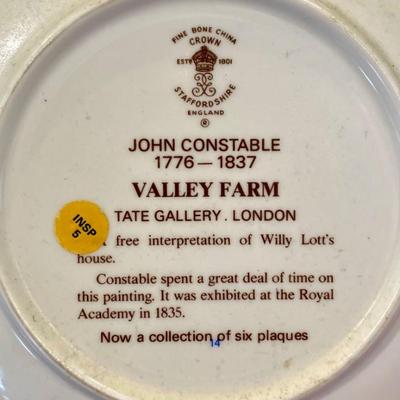 FINE BONE CHINA
CROWN
ESTD 1801
STAFFORDSHIRE
ENGLAND
®
JOHN CONSTABLE
1776 — 1837
VALLEY FARM
TATE GALLERY . LONDON
INSP
5
free interpretation of Willy Lott's
house.
Constable spent a great deal of time on
this painting. It was exhibited at the Royal
Academy in 1835.
Now a collection of six plaques
14